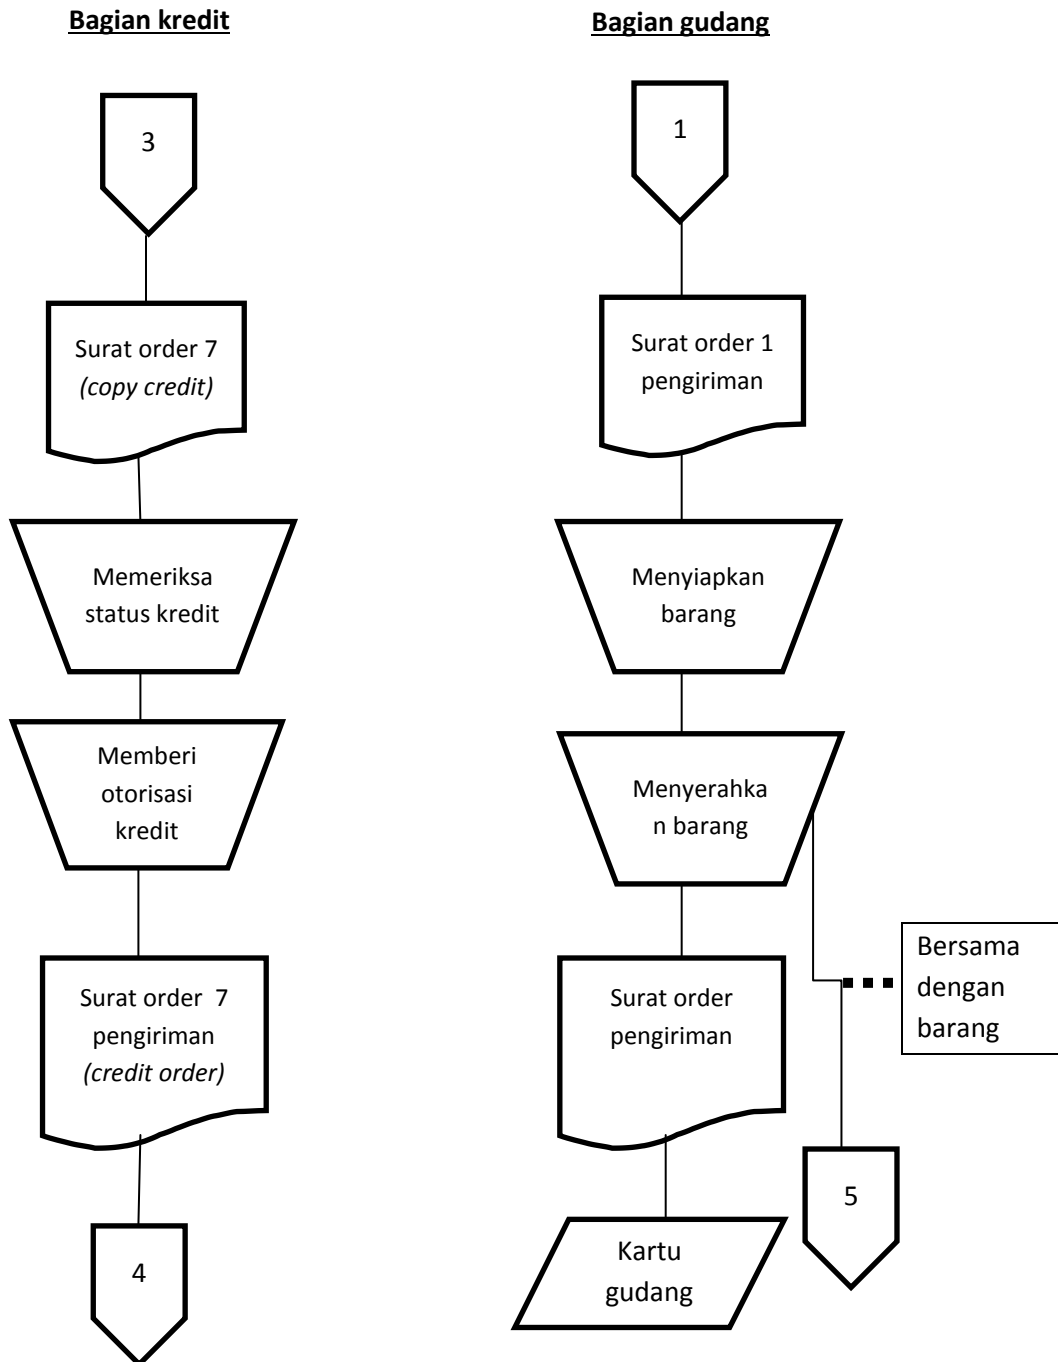 Bagian kredit
3
Surat order 7
(copy credit)
Memeriksa
status kredit
Memberi
otorisasi
kredit
Surat order  7
pengiriman
(credit order)
4
Bagian gudang
1
Surat order 1
pengiriman
Menyiapkan
barang
Menyerahka
n barang
Bersama
dengan
barang
Surat order
pengiriman
5
Kartu
gudang